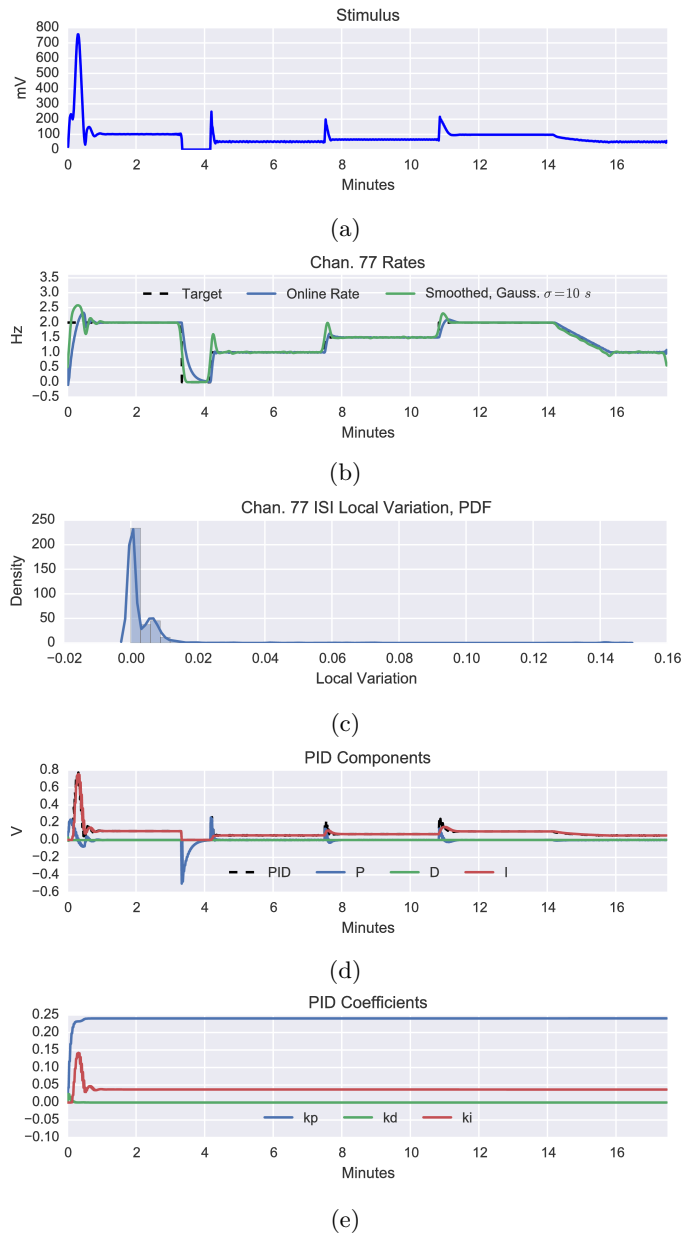 Stimulus
800
700
600
500
400
300
200
100
0
mV
0 2 4 6 8 10 12 14 16
Minutes
(a)
Chan. 77 Rates
3.5
3.0
2.5
2.0
1.5
1.0
0.5
0.0
−0.5
Hz
Target Online Rate Smoothed, Gauss. σ=10 s
0 2 4 6 8 10 12 14 16
Minutes
(b)
Chan. 77 ISI Local Variation, PDF
250
200
150
100
50
0
Density
−0.02 0.00 0.02 0.04 0.06 0.08 0.10 0.12 0.14 0.16
Local Variation
(c)
PID Components
0.8
0.6
0.4
0.2
0.0
−0.2
−0.4
−0.6
V
PID P D I
0 2 4 6 8 10 12 14 16
Minutes
(d)
PID Coefficients
0.25
0.20
0.15
0.10
0.05
0.00
−0.05
−0.10
kp kd ki
0 2 4 6 8 10 12 14 16
Minutes
(e)